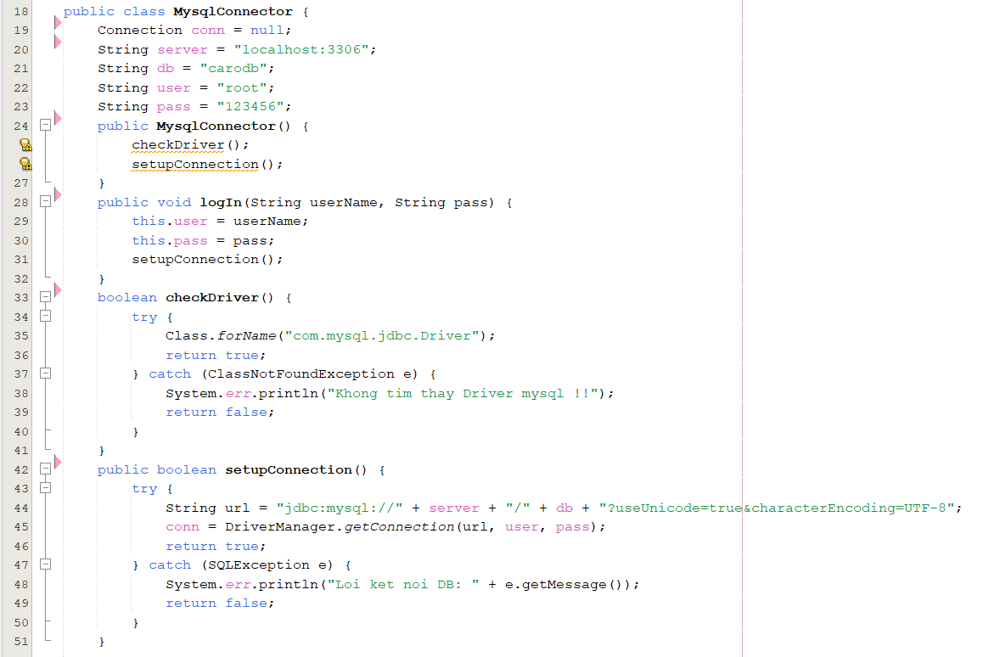 18 public class MysqlConnector {
19 Connection conn = null;
20 String server = "localhost:3306";
21 String db = "carodb";
22 String user = "root";
23 String pass = "123456";
24 public MysqlConnector() {
checkDriver();
setupConnection();
27 }
28 public void logIn(String userName, String pass) {
29 this.user = userName;
30 this.pass = pass;
31 setupConnection();
32 }
33 boolean checkDriver() {
34 try {
35 Class.forName("com.mysql.jdbc.Driver");
36 return true;
37 } catch (ClassNotFoundException e) {
38 System.err.println("Khong tim thay Driver mysql !!");
39 return false;
40 }
41 }
42 public boolean setupConnection() {
43 try {
44 String url = "jdbc:mysql://" + server + "/" + db + "?useUnicode=true&characterEncoding=UTF-8";
45 conn = DriverManager.getConnection(url, user, pass);
46 return true;
47 } catch (SQLException e) {
48 System.err.println("Loi ket noi DB: " + e.getMessage());
49 return false;
50 }
51 }